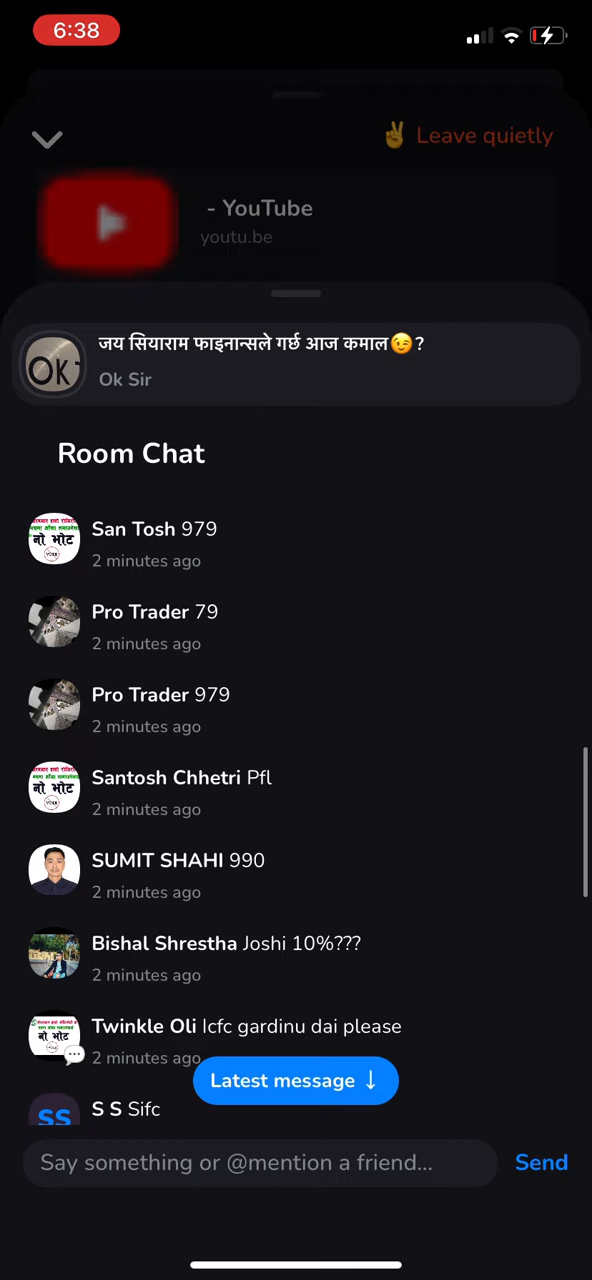 6:38
✌️ Leave quietly
- YouTube
youtu.be
OK
जय सियाराम फाइनान्सले गर्छ आज कमाल😉?
Ok Sir
Room Chat
नो भोट
San Tosh 979
2 minutes ago
Pro Trader 79
2 minutes ago
Pro Trader 979
2 minutes ago
नो भोट
Santosh Chhetri Pfl
2 minutes ago
SUMIT SHAHI 990
2 minutes ago
Bishal Shrestha Joshi 10%???
2 minutes ago
नो भोट
Twinkle Oli Icfc gardinu dai please
2 minutes ago
Latest message ↓
SS
S S Sifc
Say something or @mention a friend...
Send